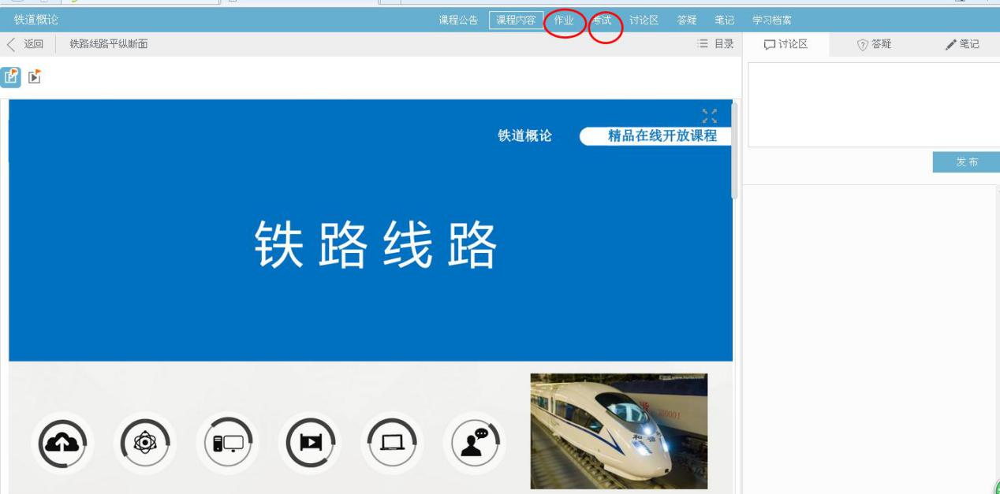 铁道概论
课程公告 课程内容 作业 考试 讨论区 答疑 笔记 学习档案
返回 铁路线路平纵断面 目录 讨论区 答疑 笔记
铁道概论 精品在线开放课程
发布
铁路线路